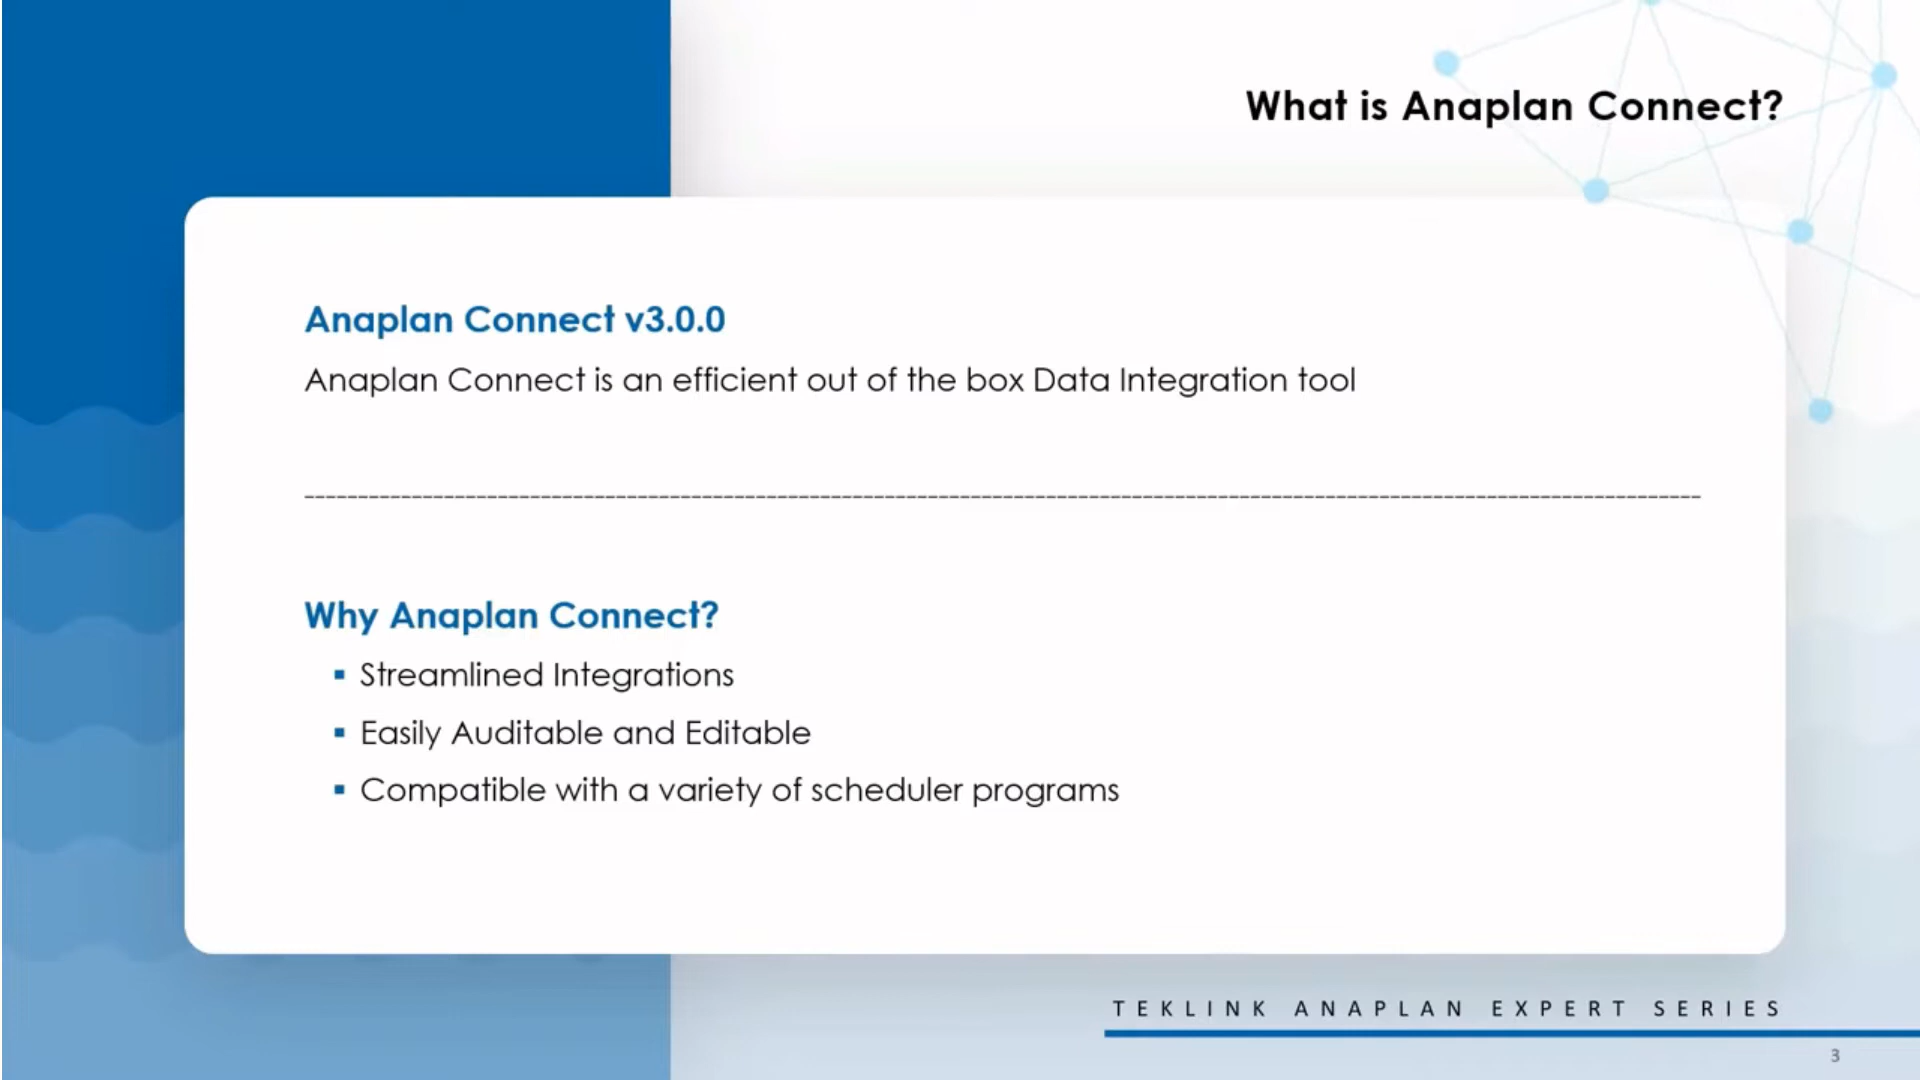 What is Anaplan Connect?
Anaplan Connect v3.0.0
Anaplan Connect is an efficient out of the box Data Integration tool
Why Anaplan Connect?
▪ Streamlined Integrations
▪ Easily Auditable and Editable
▪ Compatible with a variety of scheduler programs
TEKLINK ANAPLAN EXPERT SERIES
3